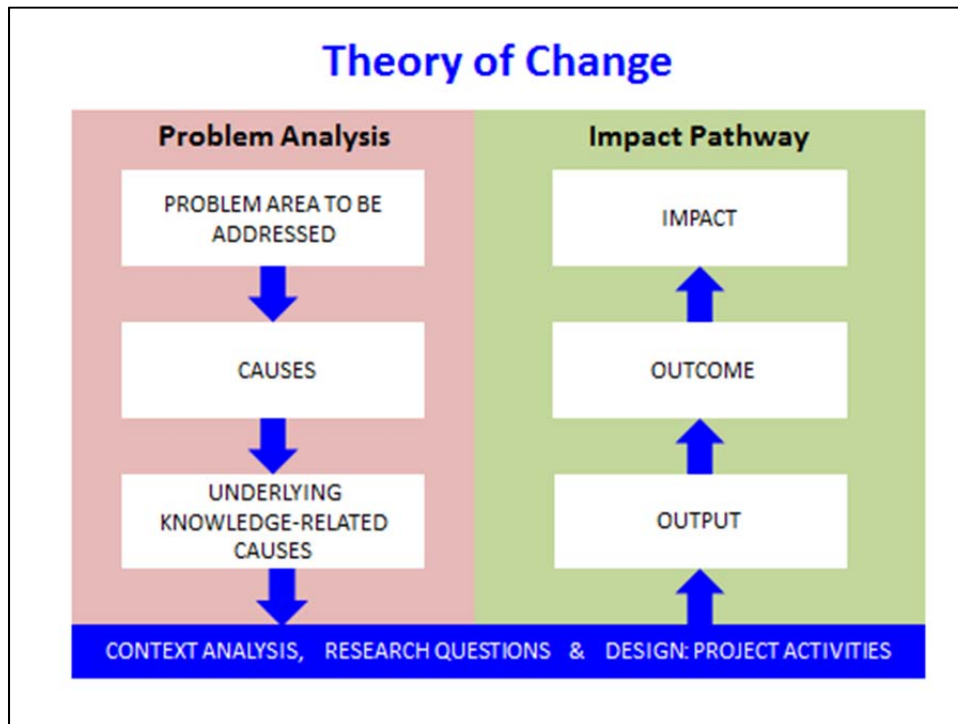 Theory of Change
Problem Analysis
PROBLEM AREA TO BE
ADDRESSED
CAUSES
UNDERLYING
KNOWLEDGE-RELATED
CAUSES
Impact Pathway
IMPACT
OUTCOME
OUTPUT
CONTEXT ANALYSIS, RESEARCH QUESTIONS & DESIGN: PROJECT ACTIVITIES